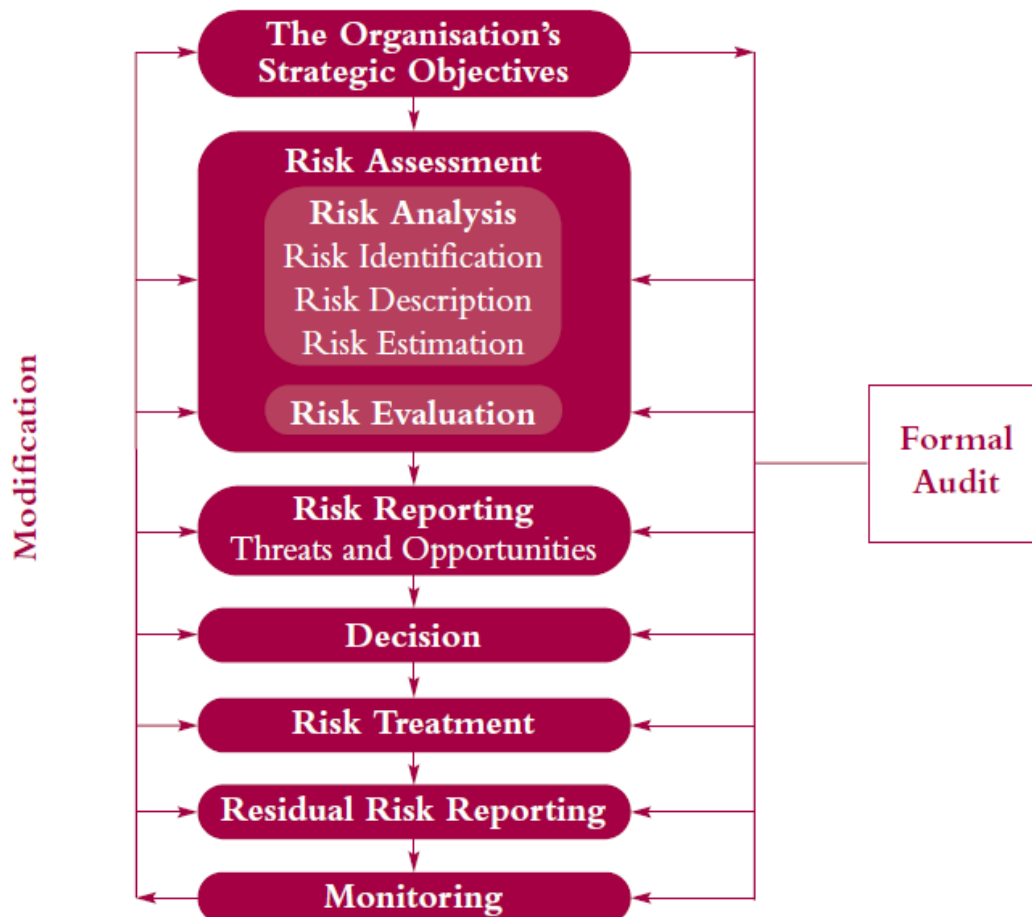 The Organisation’s
Strategic Objectives
Risk Assessment
Risk Analysis
Risk Identification
Risk Description
Risk Estimation
Risk Evaluation
Modification
Formal
Audit
Risk Reporting
Threats and Opportunities
Decision
Risk Treatment
Residual Risk Reporting
Monitoring